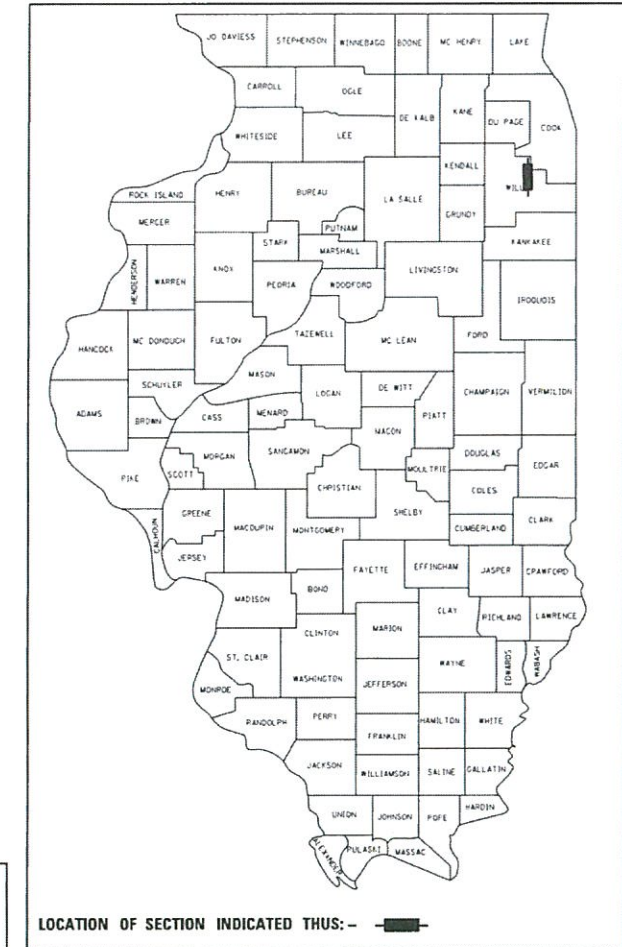 JO DAVIESS STEPHENSON WINNEBAGO BOONE MC HENRY LAKE
CARROLL OGLE DE KALB KANE DU PAGE COOK
WHITESIDE LEE KENDALL
ROCK ISLAND HENRY BUREAU LA SALLE GRUNDY WILL
MERCER STARK PUTNAM KANKAKEE
HENDERSON WARREN KNOX MARSHALL LIVINGSTON
PEORIA WOODFORD IROQUOIS
HANCOCK MC DONOUGH FULTON TAZEWELL MC LEAN FORD
SCHUYLER MASON LOGAN DE WITT CHAMPAIGN VERMILION
ADAMS BROWN CASS MENARD MACON PIATT
PIKE SCOTT MORGAN SANGAMON MOULTRIE DOUGLAS EDGAR
CHRISTIAN COLES
CALHOUN GREENE MACOUPIN MONTGOMERY SHELBY CUMBERLAND CLARK
JERSEY FAYETTE EFFINGHAM JASPER CRAWFORD
MADISON BOND CLAY RICHLAND LAWRENCE
CLINTON MARION
ST. CLAIR WASHINGTON WAYNE EDWARDS WABASH
MONROE JEFFERSON
RANDOLPH PERRY HAMILTON WHITE
FRANKLIN
JACKSON WILLIAMSON SALINE GALLATIN
UNION JOHNSON POPE HARDIN
ALEXANDER PULASKI MASSAC
LOCATION OF SECTION INDICATED THUS: -